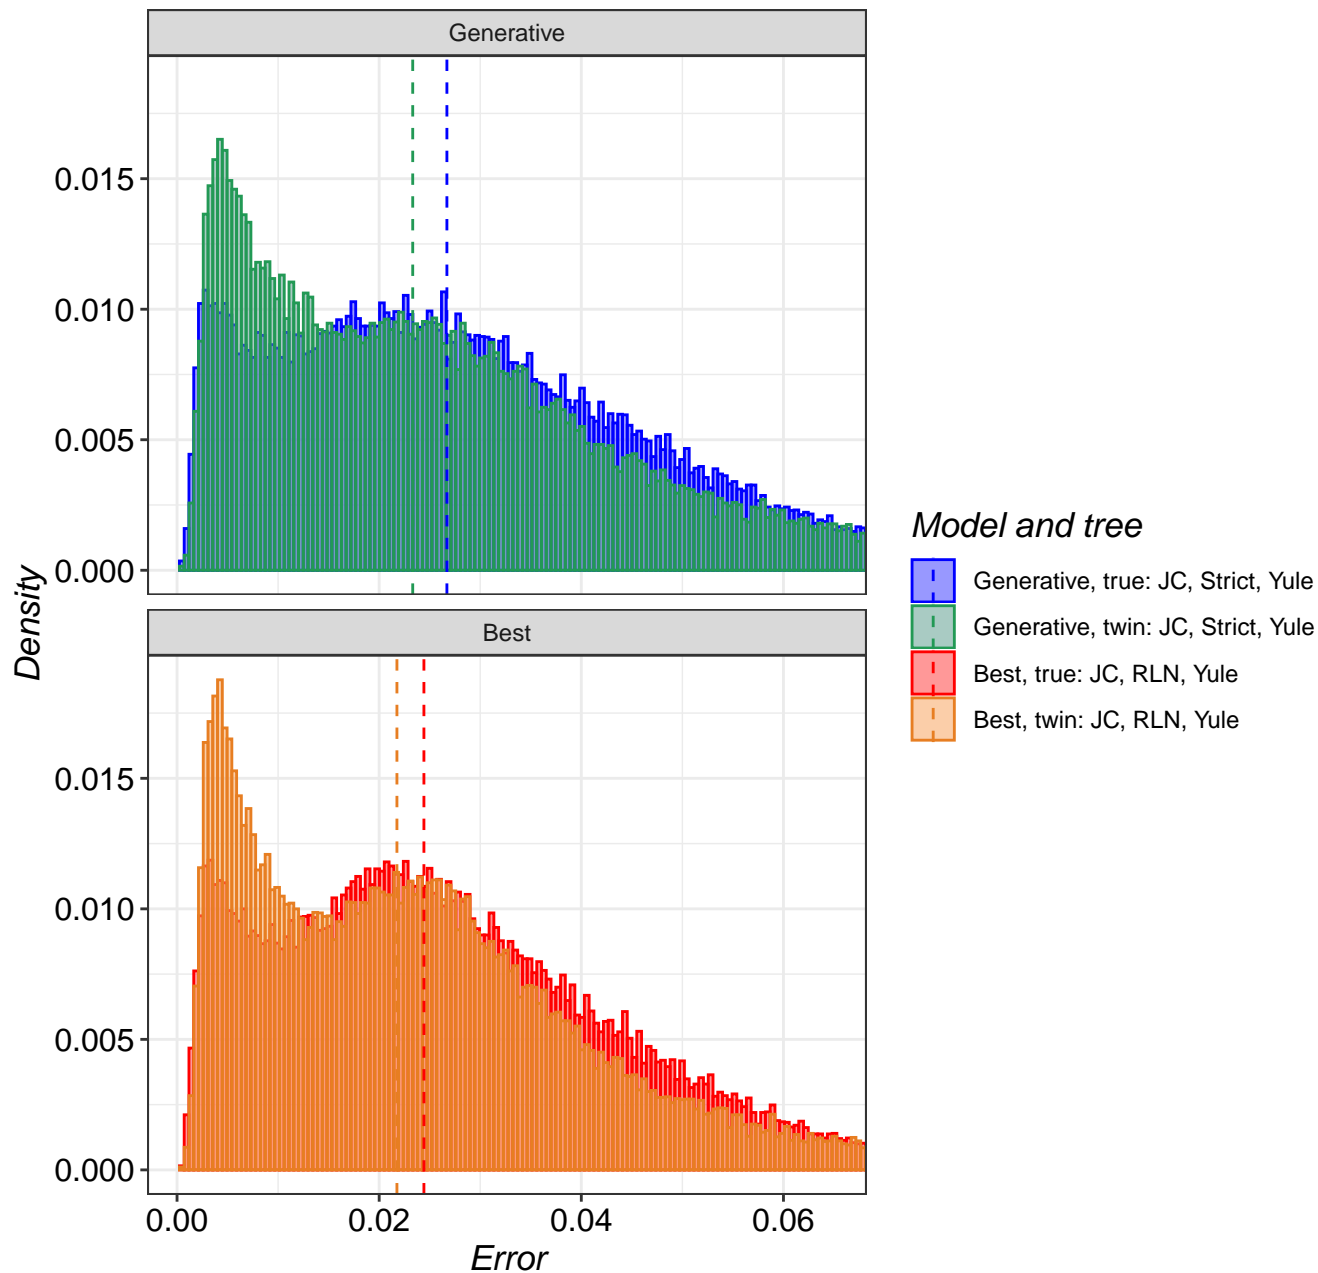 Generative
0.015
0.010
0.005
0.000
Density
Best
0.015
0.010
0.005
0.000
0.00 0.02 0.04 0.06
Error
Model and tree
Generative, true: JC, Strict, Yule
Generative, twin: JC, Strict, Yule
Best, true: JC, RLN, Yule
Best, twin: JC, RLN, Yule